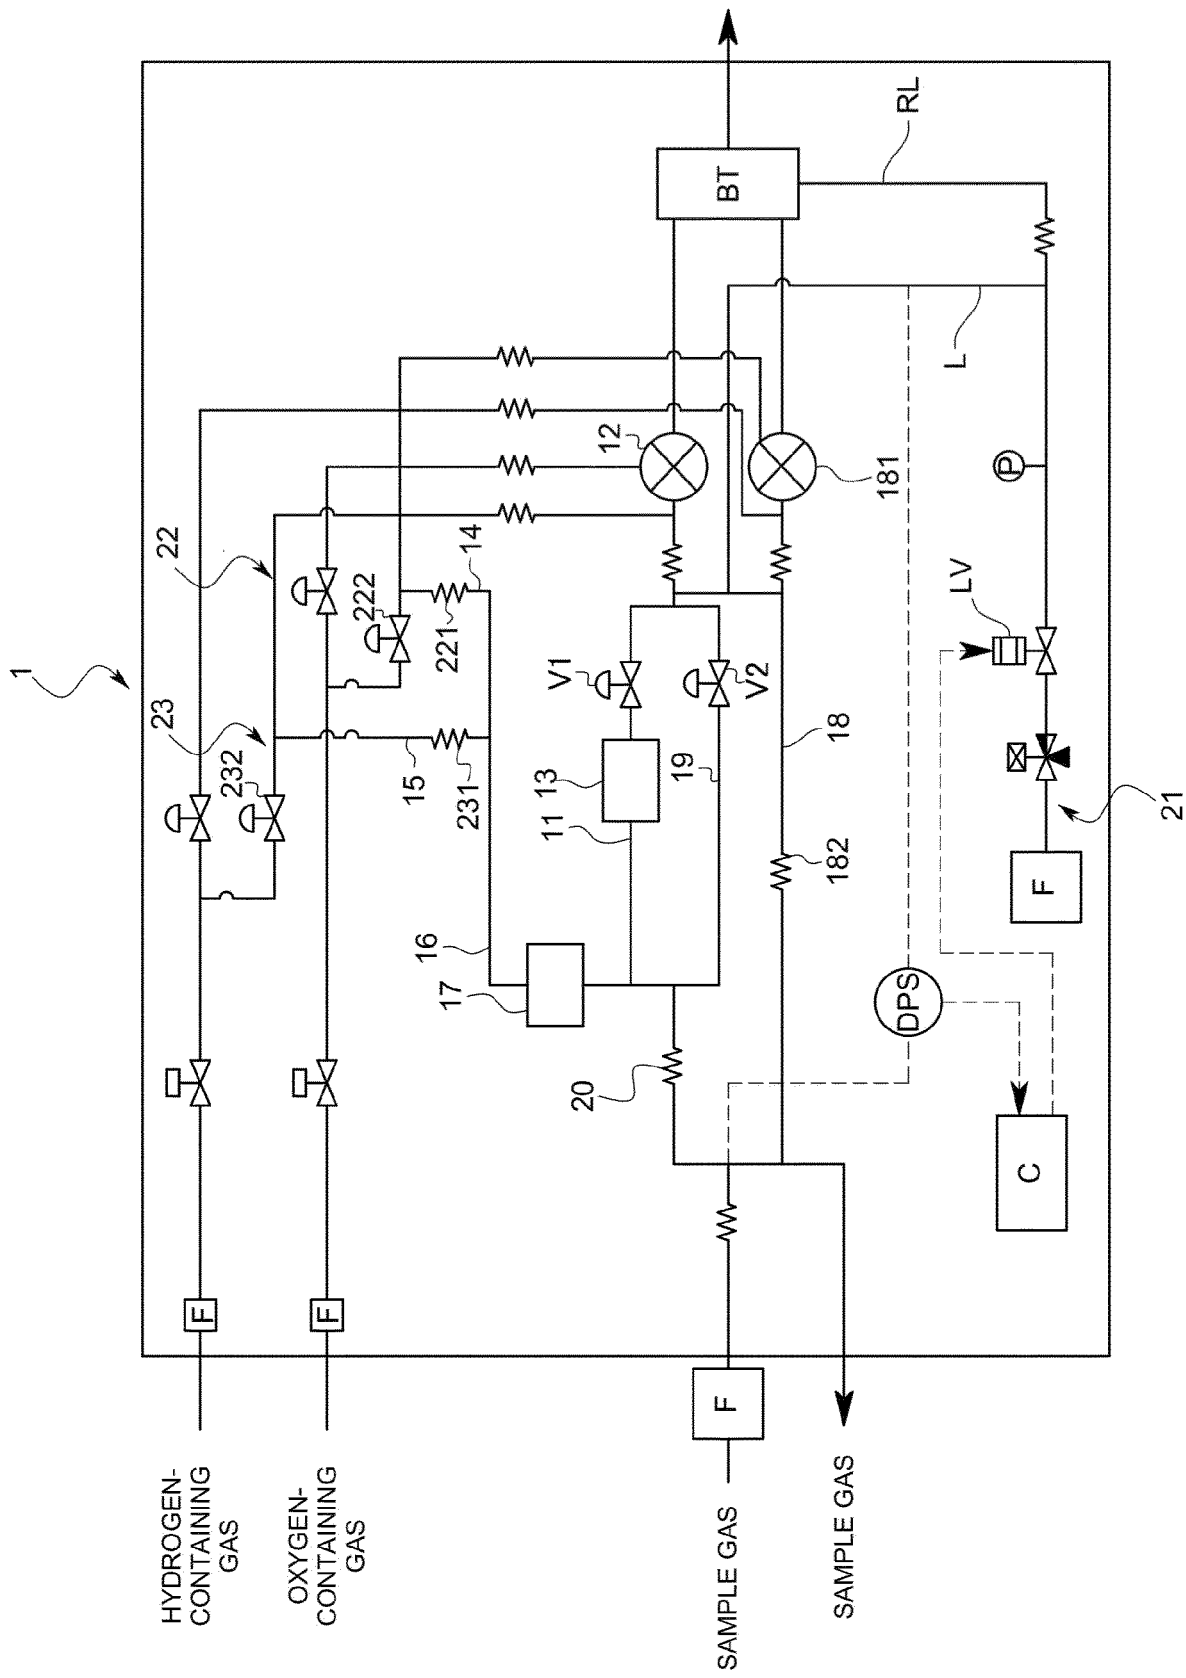 1
HYDROGEN-
CONTAINING
GAS
OXYGEN-
CONTAINING
GAS
SAMPLE GAS
SAMPLE GAS
F
F
F
F
23
22
232
222
15
14
231
221
16
17
12
V1
13
11
V2
19
20
18
182
181
BT
RL
L
P
LV
21
DPS
C